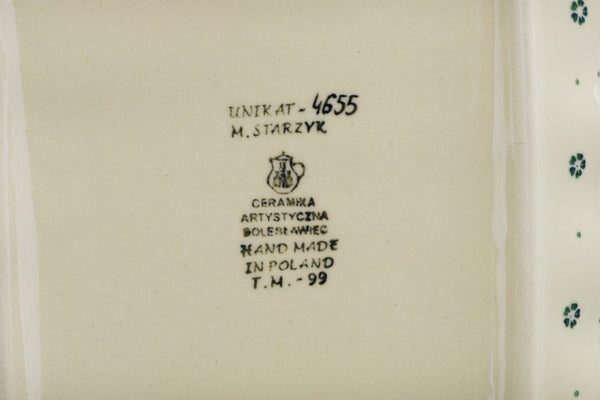 UNIKAT - 4655
M. STARZYK
CERAMIKA
ARTYSTYCZNA
BOLESŁAWIEC
HAND MADE
IN POLAND
T.M. - 99